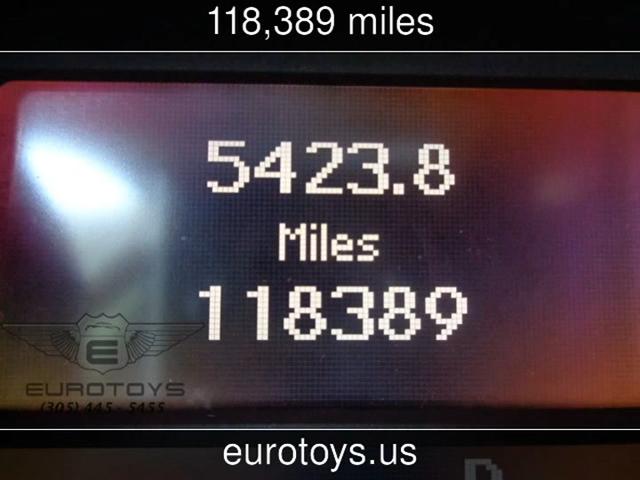 118,389 miles
5423.8
Miles
118389
E
EUROTOYS
(305) 445 - 5455
eurotoys.us
D